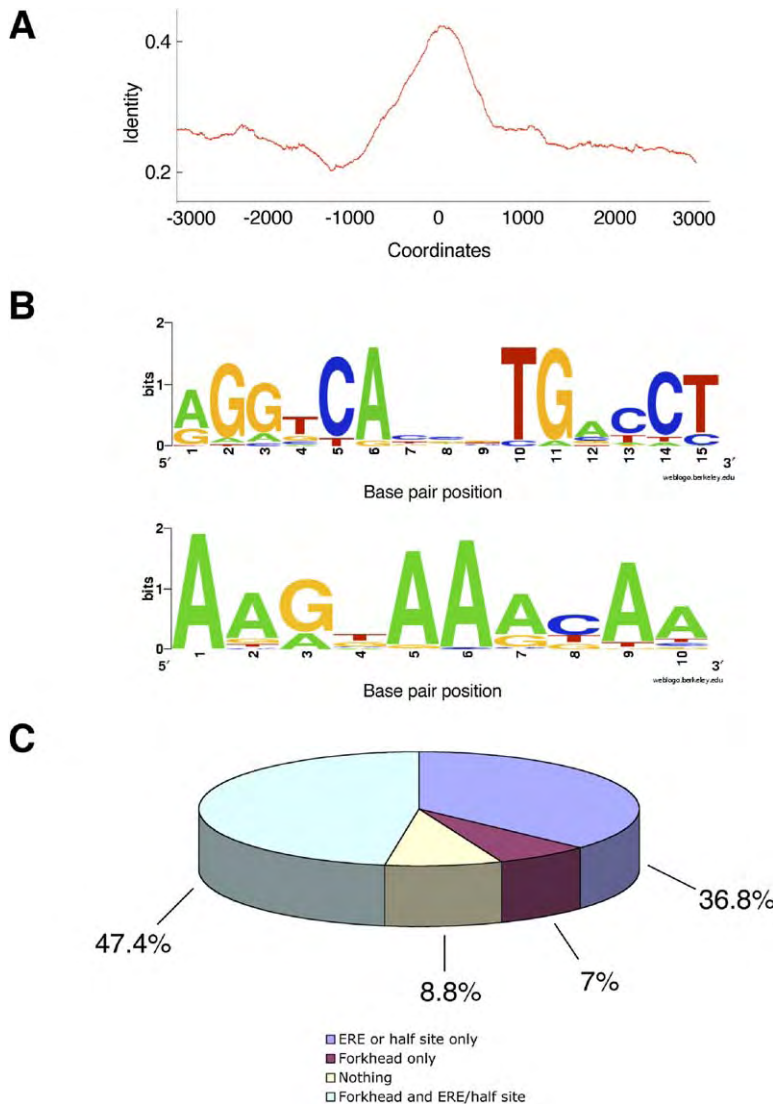 A
Identity
0.4
0.2
-3000 -2000 -1000 0 1000 2000 3000
Coordinates
B
bits
2
1
0
5′ 1 2 3 4 5 6 7 8 9 10 11 12 13 14 15 3′
AGGTCA TGACCT
weblogo.berkeley.edu
Base pair position
bits
2
1
0
5′ 1 2 3 4 5 6 7 8 9 10 3′
AAGTAAACAA
Base pair position
weblogo.berkeley.edu
C
47.4%
8.8%
7%
36.8%
ERE or half site only
Forkhead only
Nothing
Forkhead and ERE/half site